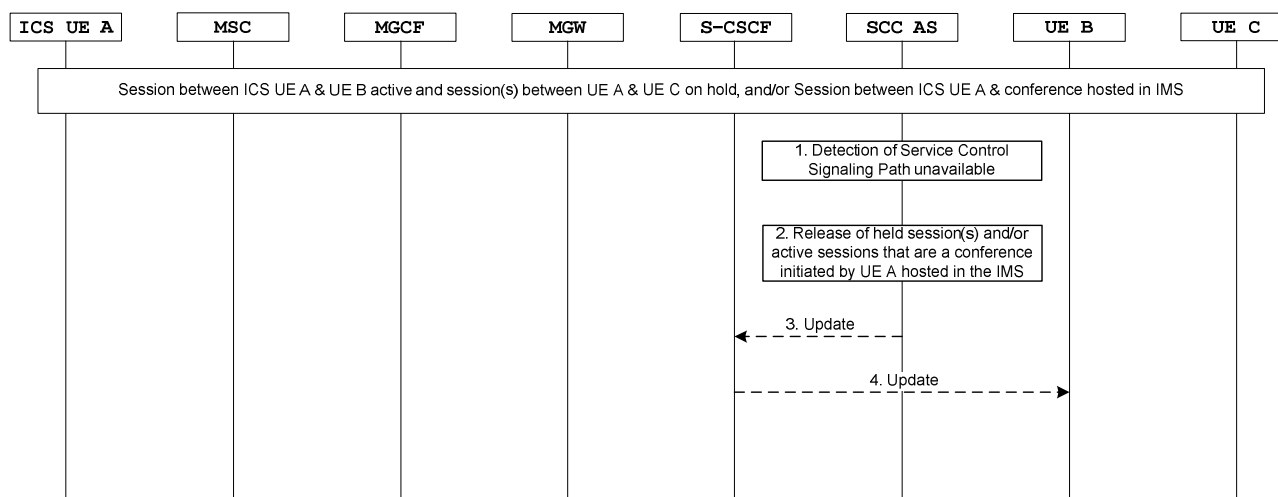 ICS UE A
MSC
MGCF
MGW
S-CSCF
SCC AS
UE B
UE C
Session between ICS UE A & UE B active and session(s) between UE A & UE C on hold, and/or Session between ICS UE A & conference hosted in IMS
1. Detection of Service Control
Signaling Path unavailable
2. Release of held session(s) and/or
active sessions that are a conference
initiated by UE A hosted in the IMS
3. Update
4. Update